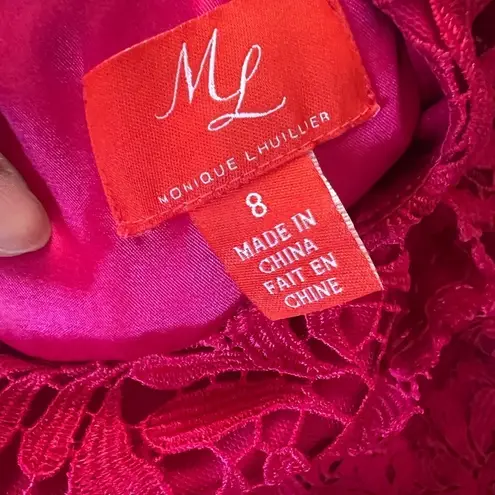 ML
MONIQUE LHUILLIER
8
MADE IN
CHINA
FAIT EN
CHINE